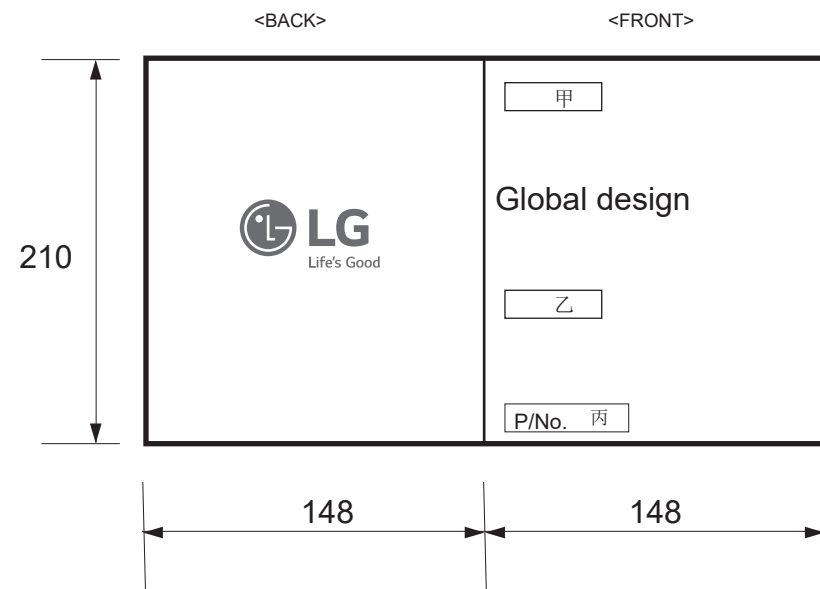 <BACK>
<FRONT>
甲
Global design
LG
Life's Good
210
乙
P/No. 丙
148
148